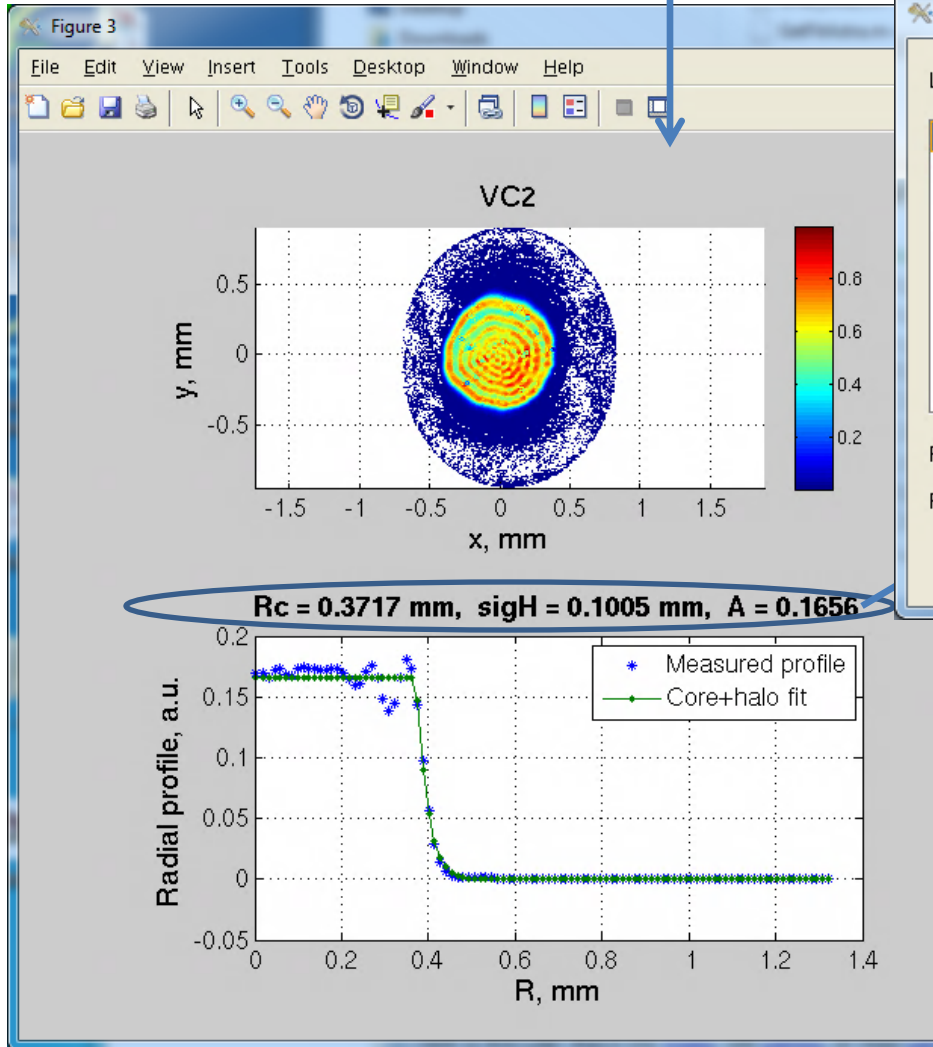 Figure 3
File Edit View Insert Tools Desktop Window Help
VC2
y, mm
0.5
0
-0.5
-1.5 -1 -0.5 0 0.5 1 1.5
x, mm
0.8
0.6
0.4
0.2
Rc = 0.3717 mm, sigH = 0.1005 mm, A = 0.1656
Radial profile, a.u.
0.2
0.15
0.1
0.05
0
-0.05
Measured profile
Core+halo fit
0 0.2 0.4 0.6 0.8 1 1.2 1.4
R, mm